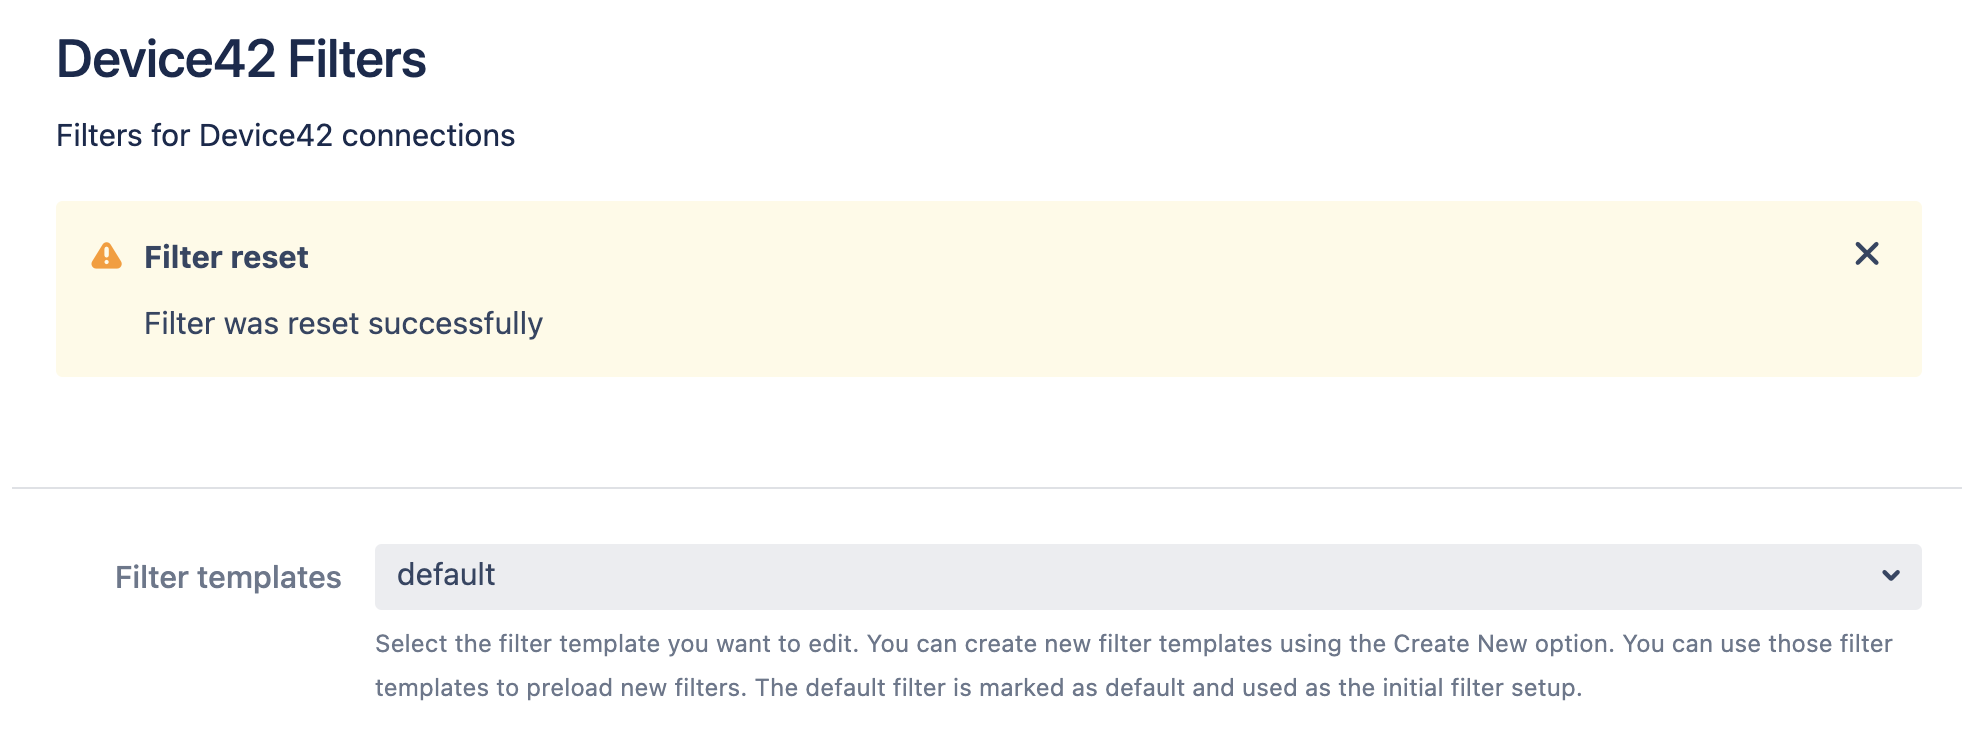 Device42 Filters
Filters for Device42 connections
Filter reset
Filter was reset successfully
Filter templates
default
Select the filter template you want to edit. You can create new filter templates using the Create New option. You can use those filter
templates to preload new filters. The default filter is marked as default and used as the initial filter setup.